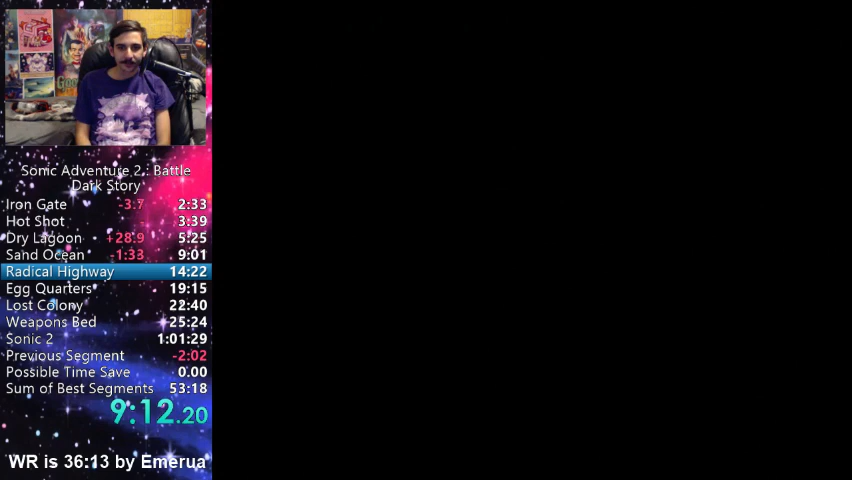 Sonic Adventure 2: Battle
Dark Story
Iron Gate -3.7 2:33
Hot Shot - 3:39
Dry Lagoon +28.9 5:25
Sand Ocean -1:33 9:01
Radical Highway 14:22
Egg Quarters 19:15
Lost Colony 22:40
Weapons Bed 25:24
Sonic 2 1:01:29
Previous Segment -2:02
Possible Time Save 0.00
Sum of Best Segments 53:18
9:12.20
WR is 36:13 by Emerua